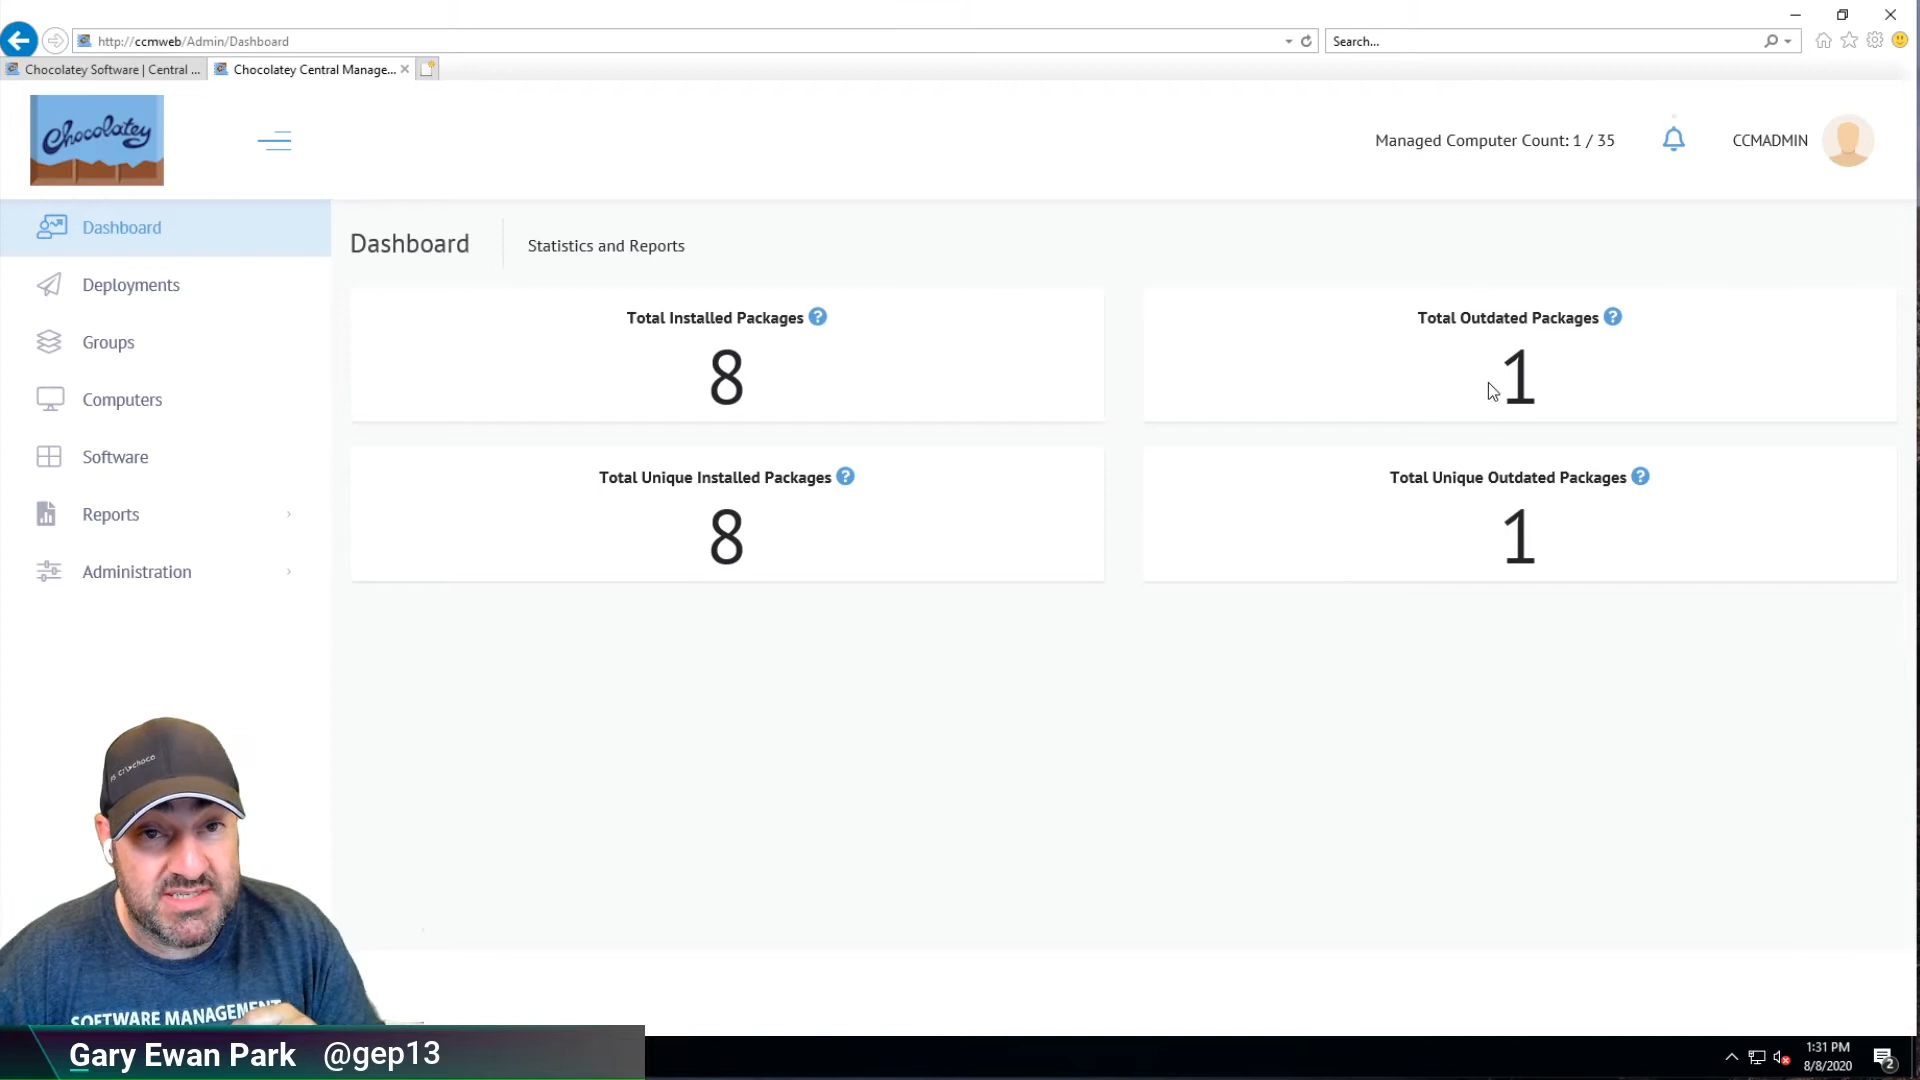 http://ccmweb/Admin/Dashboard
Search...
Chocolatey Software | Central ...
Chocolatey Central Manage...
Chocolatey
Managed Computer Count: 1 / 35
CCMADMIN
Dashboard
Deployments
Groups
Computers
Software
Reports
Administration
Dashboard
Statistics and Reports
Total Installed Packages ?
8
Total Outdated Packages ?
1
Total Unique Installed Packages ?
8
Total Unique Outdated Packages ?
1
PS C:\>choco
SOFTWARE MANAGEMENT
Gary Ewan Park @gep13
1:31 PM
8/8/2020
2